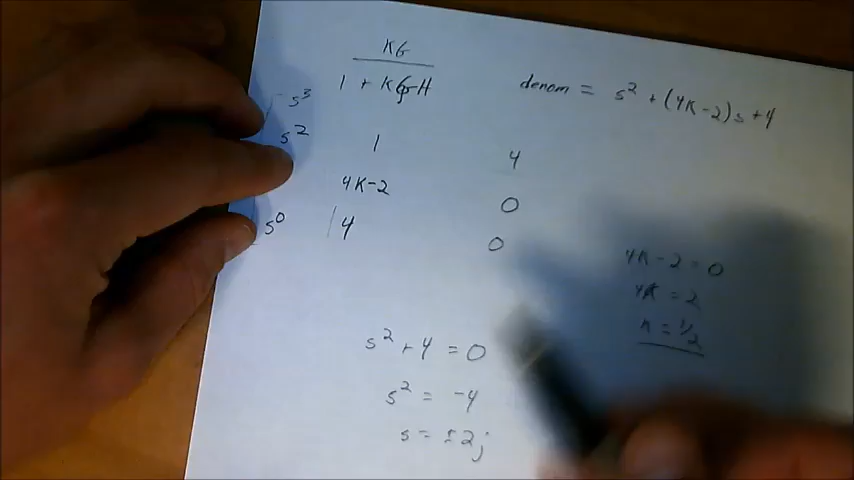 KG
1 + KGH
denom = s² + (4K-2)s + 4
s³
s² 1 4
4K-2 0
s⁰ 4 0
4K - 2 = 0
4K = 2
K = 1/2
s² + 4 = 0
s² = -4
s = ±2j